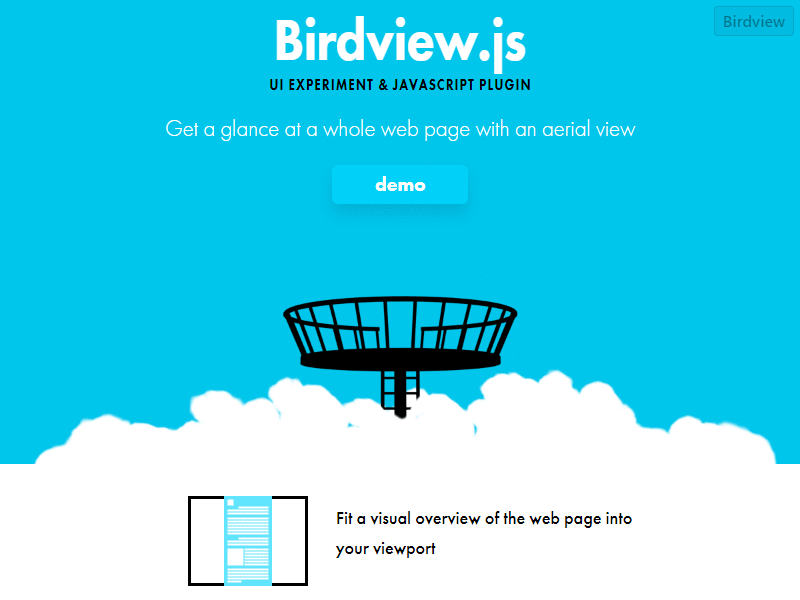 Birdview.js
Birdview
UI EXPERIMENT & JAVASCRIPT PLUGIN
Get a glance at a whole web page with an aerial view
demo
Fit a visual overview of the web page into
your viewport